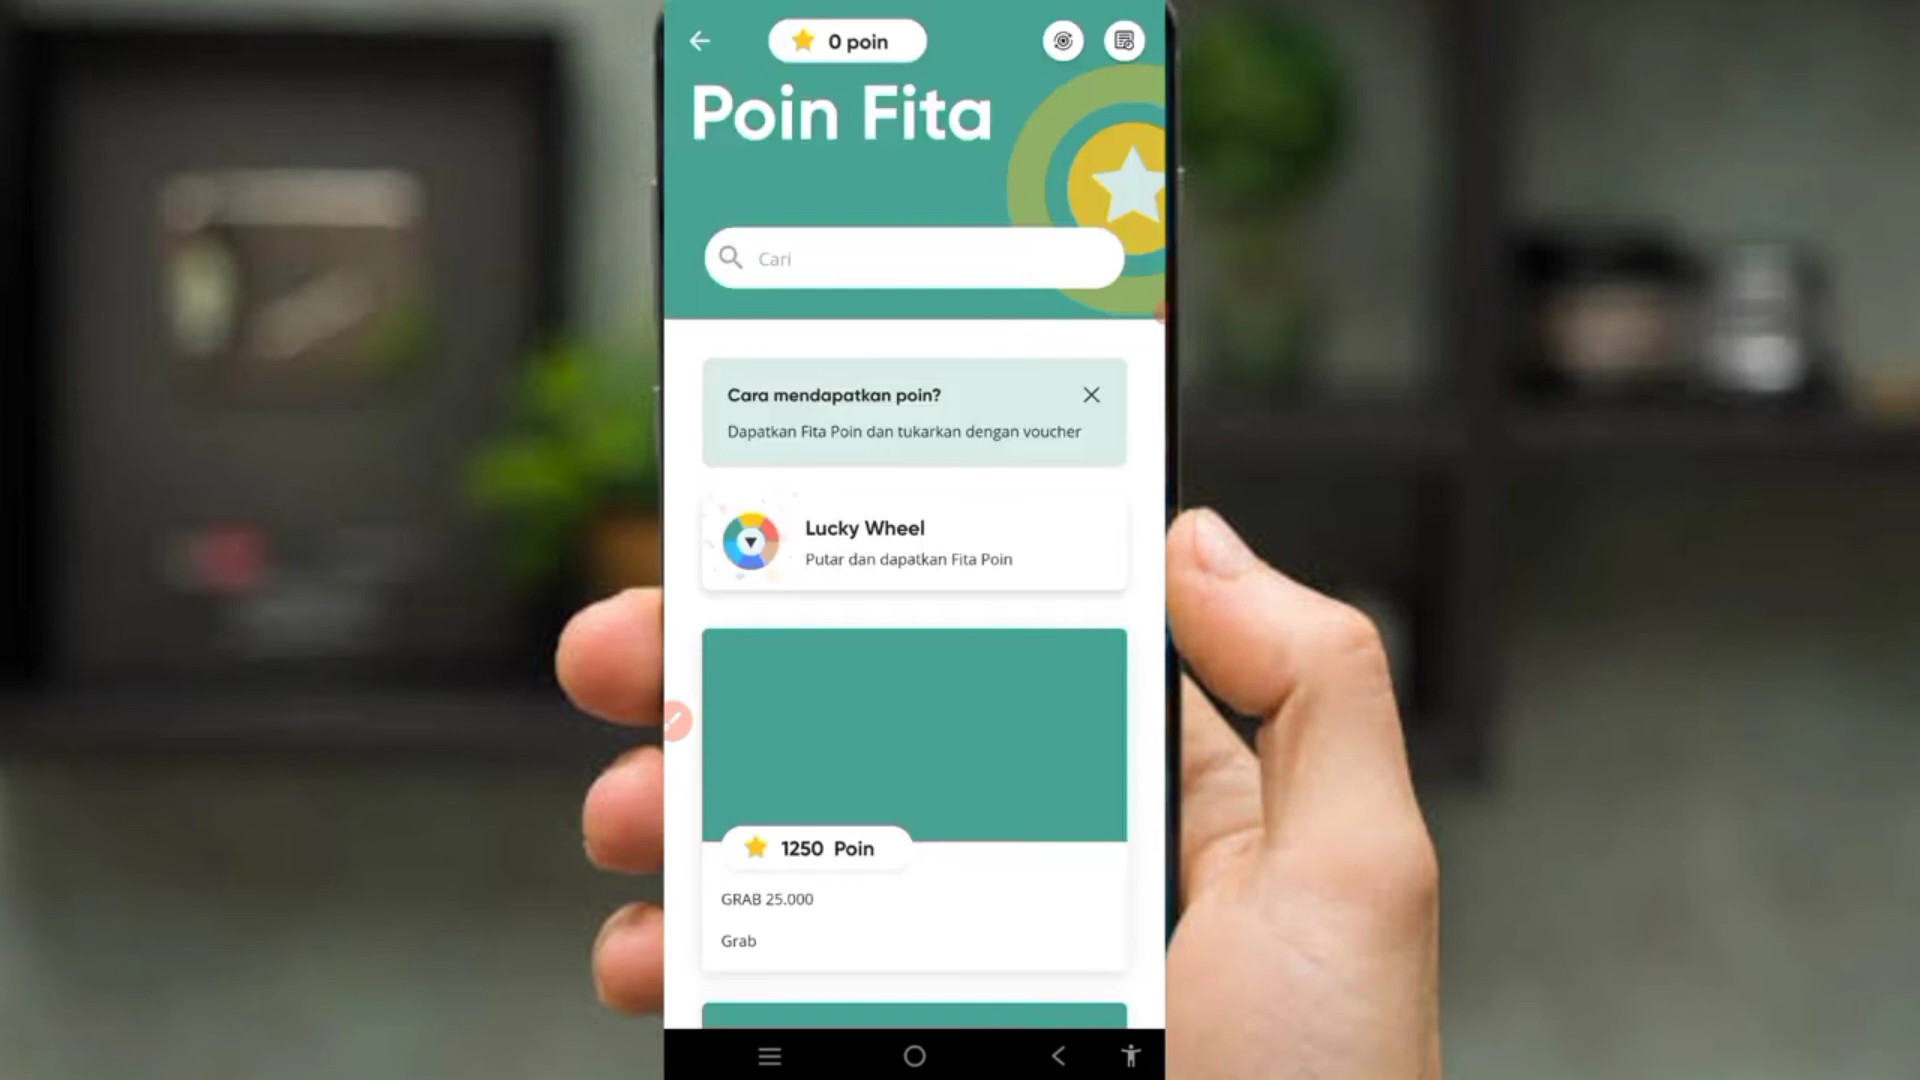 0 poin
Poin Fita
Cari
Cara mendapatkan poin?
Dapatkan Fita Poin dan tukarkan dengan voucher
Lucky Wheel
Putar dan dapatkan Fita Poin
1250 Poin
GRAB 25.000
Grab